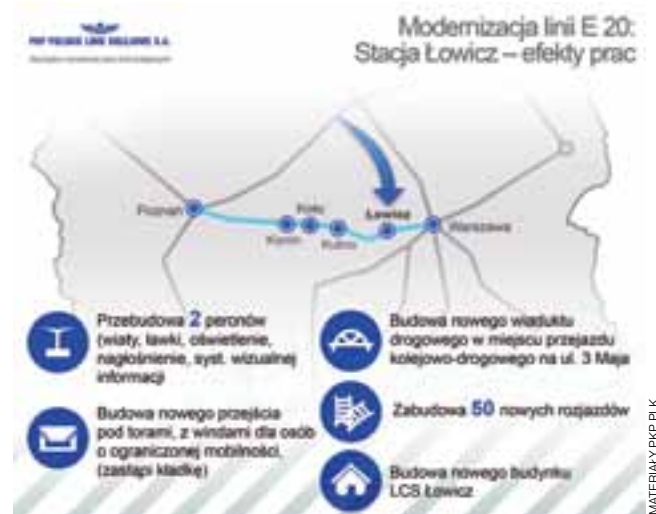 PKP POLSKIE LINIE KOLEJOWE S.A.
Modernizacja linii E 20:
Stacja Łowicz – efekty prac
Poznań
Konin
Koło
Kutno
Łowicz
Warszawa
Przebudowa 2 peronów
(wiaty, ławki, oświetlenie,
nagłośnienie, syst. wizualnej
informacji
Budowa nowego przejścia
pod torami, z windami dla osób
o ograniczonej mobilności,
(zastąpi kładkę)
Budowa nowego wiaduktu
drogowego w miejscu przejazdu
kolejowo-drogowego na ul. 3 Maja
Zabudowa 50 nowych rozjazdów
Budowa nowego budynku
LCS Łowicz
MATERIAŁY PKP PLK